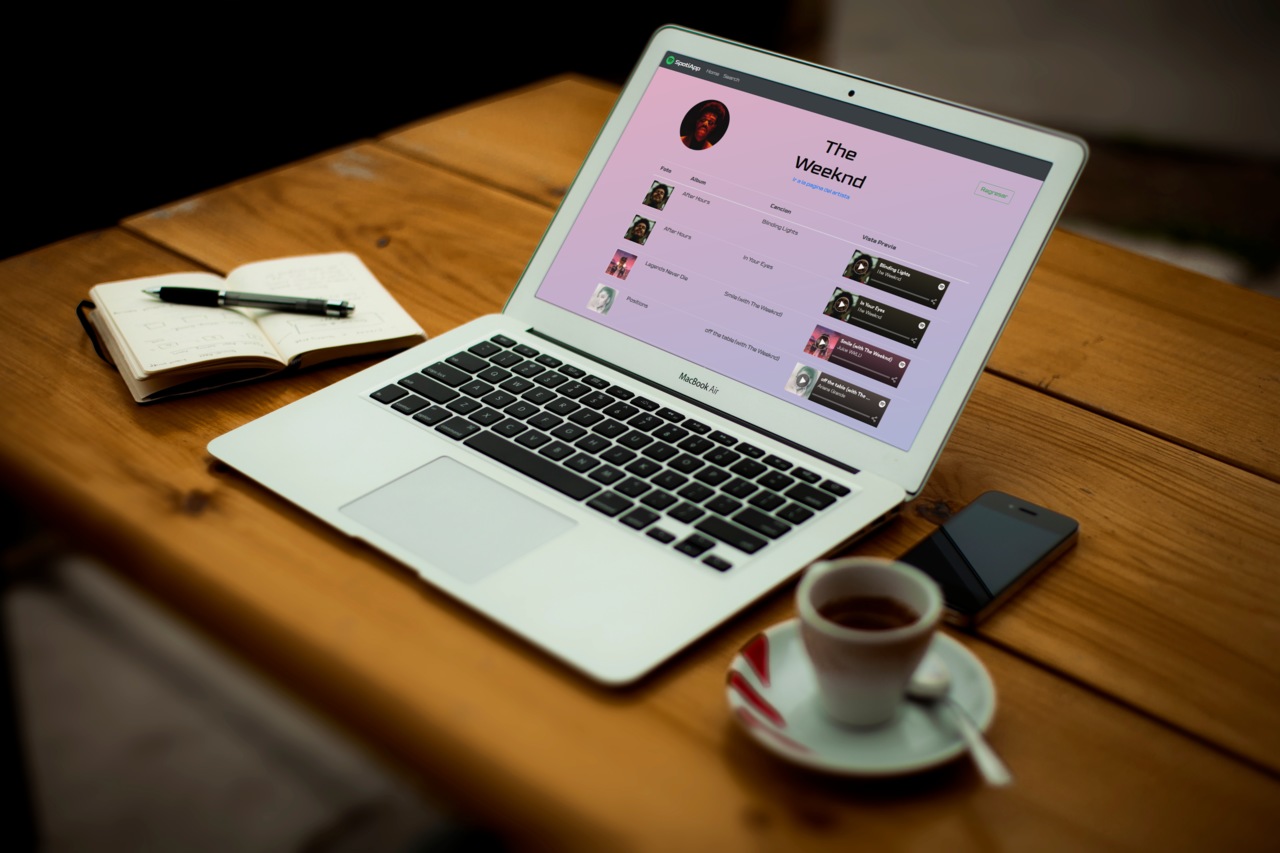 SpotiApp Home Search
The
Weeknd
Ir a la pagina del artista
Regresar
Foto Album Cancion Vista Previa
After Hours Blinding Lights
Blinding Lights
The Weeknd
After Hours In Your Eyes
In Your Eyes
The Weeknd
Legends Never Die Smile (with The Weeknd)
Smile (with The Weeknd)
Juice WRLD
Positions off the table (with The Weeknd)
off the table (with The ...
Ariana Grande
MacBook Air